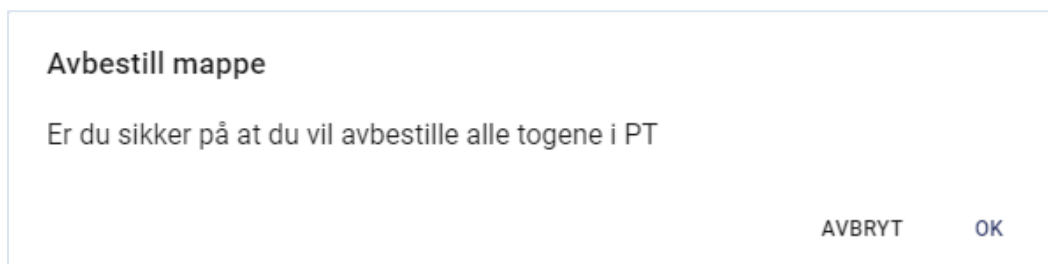 Avbestill mappe
Er du sikker på at du vil avbestille alle togene i PT
AVBRYT OK